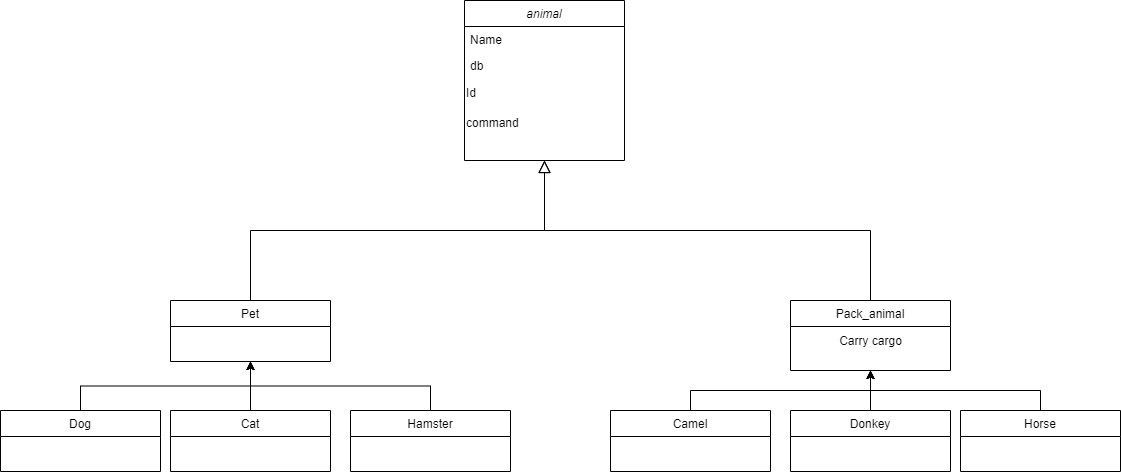 animal
Name
db
Id
command
Pet
Pack_animal
Carry cargo
Dog
Cat
Hamster
Camel
Donkey
Horse